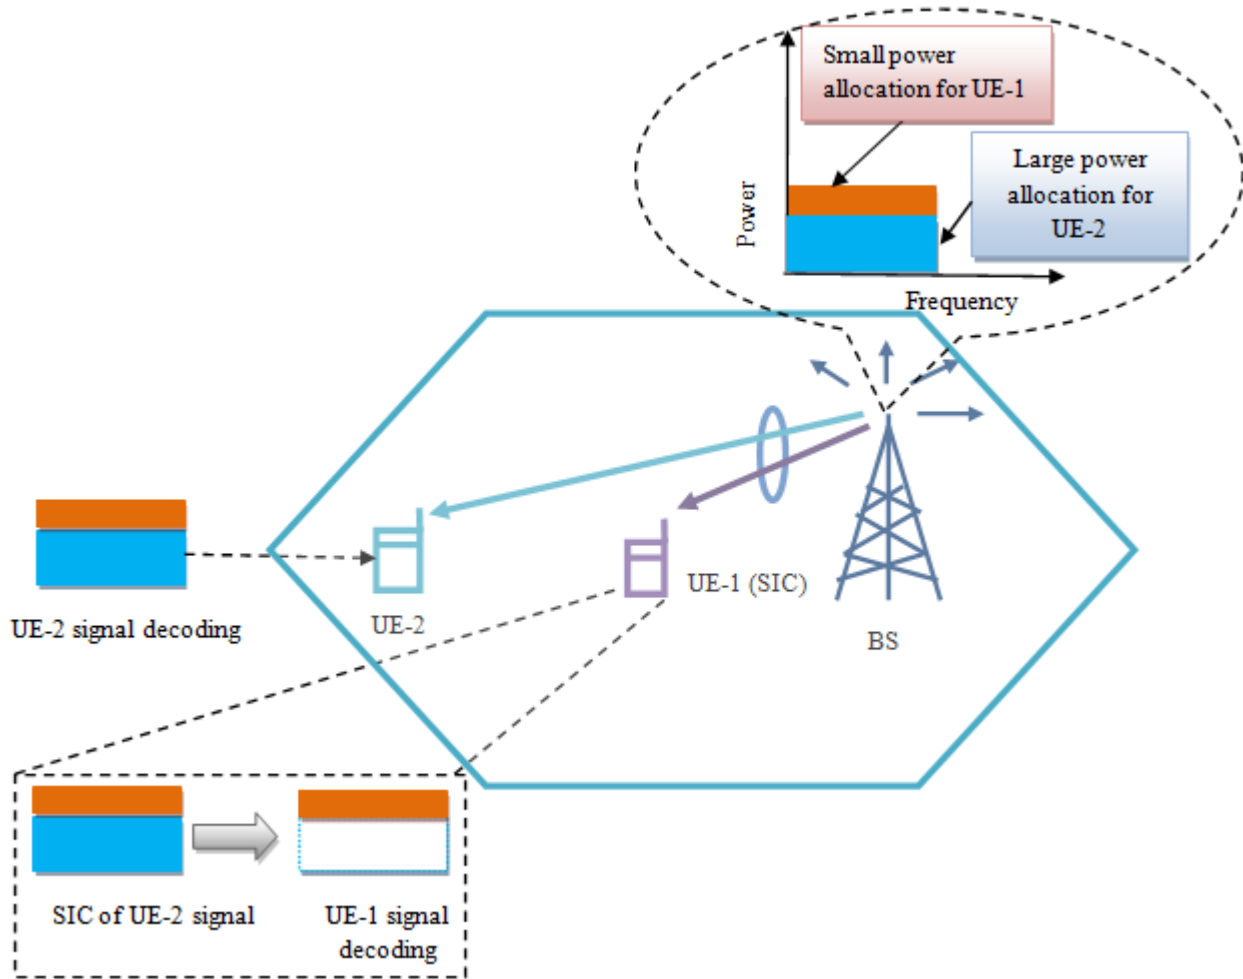 Small power
allocation for UE-1
Large power
allocation for
UE-2
Power
Frequency
UE-1 (SIC)
UE-2
BS
UE-2 signal decoding
SIC of UE-2 signal
UE-1 signal
decoding